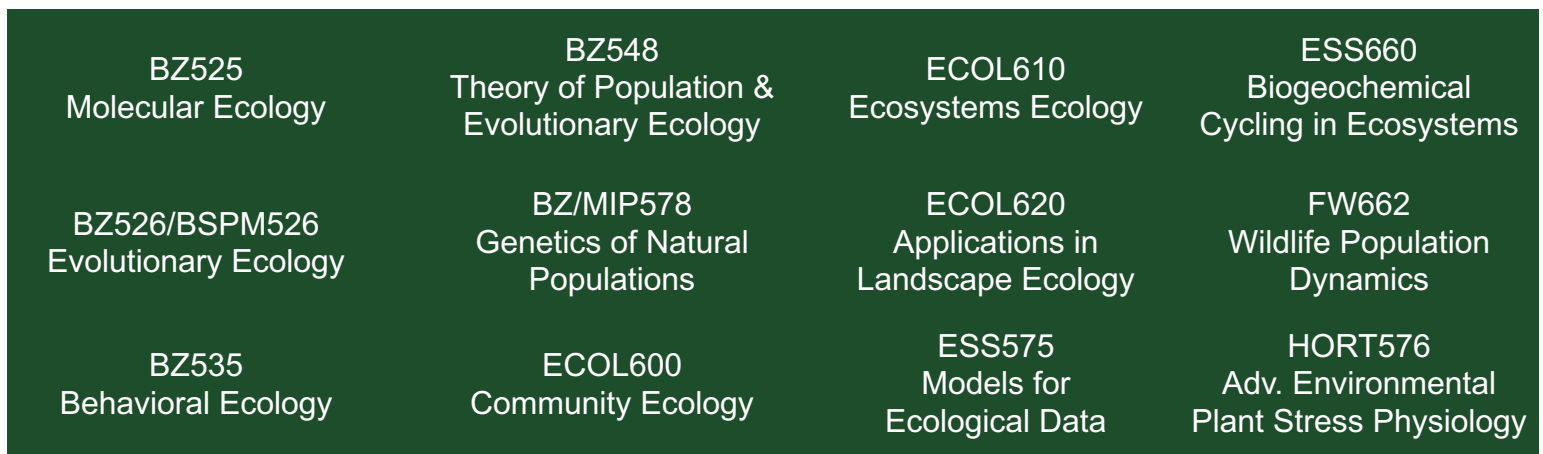 BZ525
Molecular Ecology
BZ548
Theory of Population &
Evolutionary Ecology
ECOL610
Ecosystems Ecology
ESS660
Biogeochemical
Cycling in Ecosystems
BZ526/BSPM526
Evolutionary Ecology
BZ/MIP578
Genetics of Natural
Populations
ECOL620
Applications in
Landscape Ecology
FW662
Wildlife Population
Dynamics
BZ535
Behavioral Ecology
ECOL600
Community Ecology
ESS575
Models for
Ecological Data
HORT576
Adv. Environmental
Plant Stress Physiology